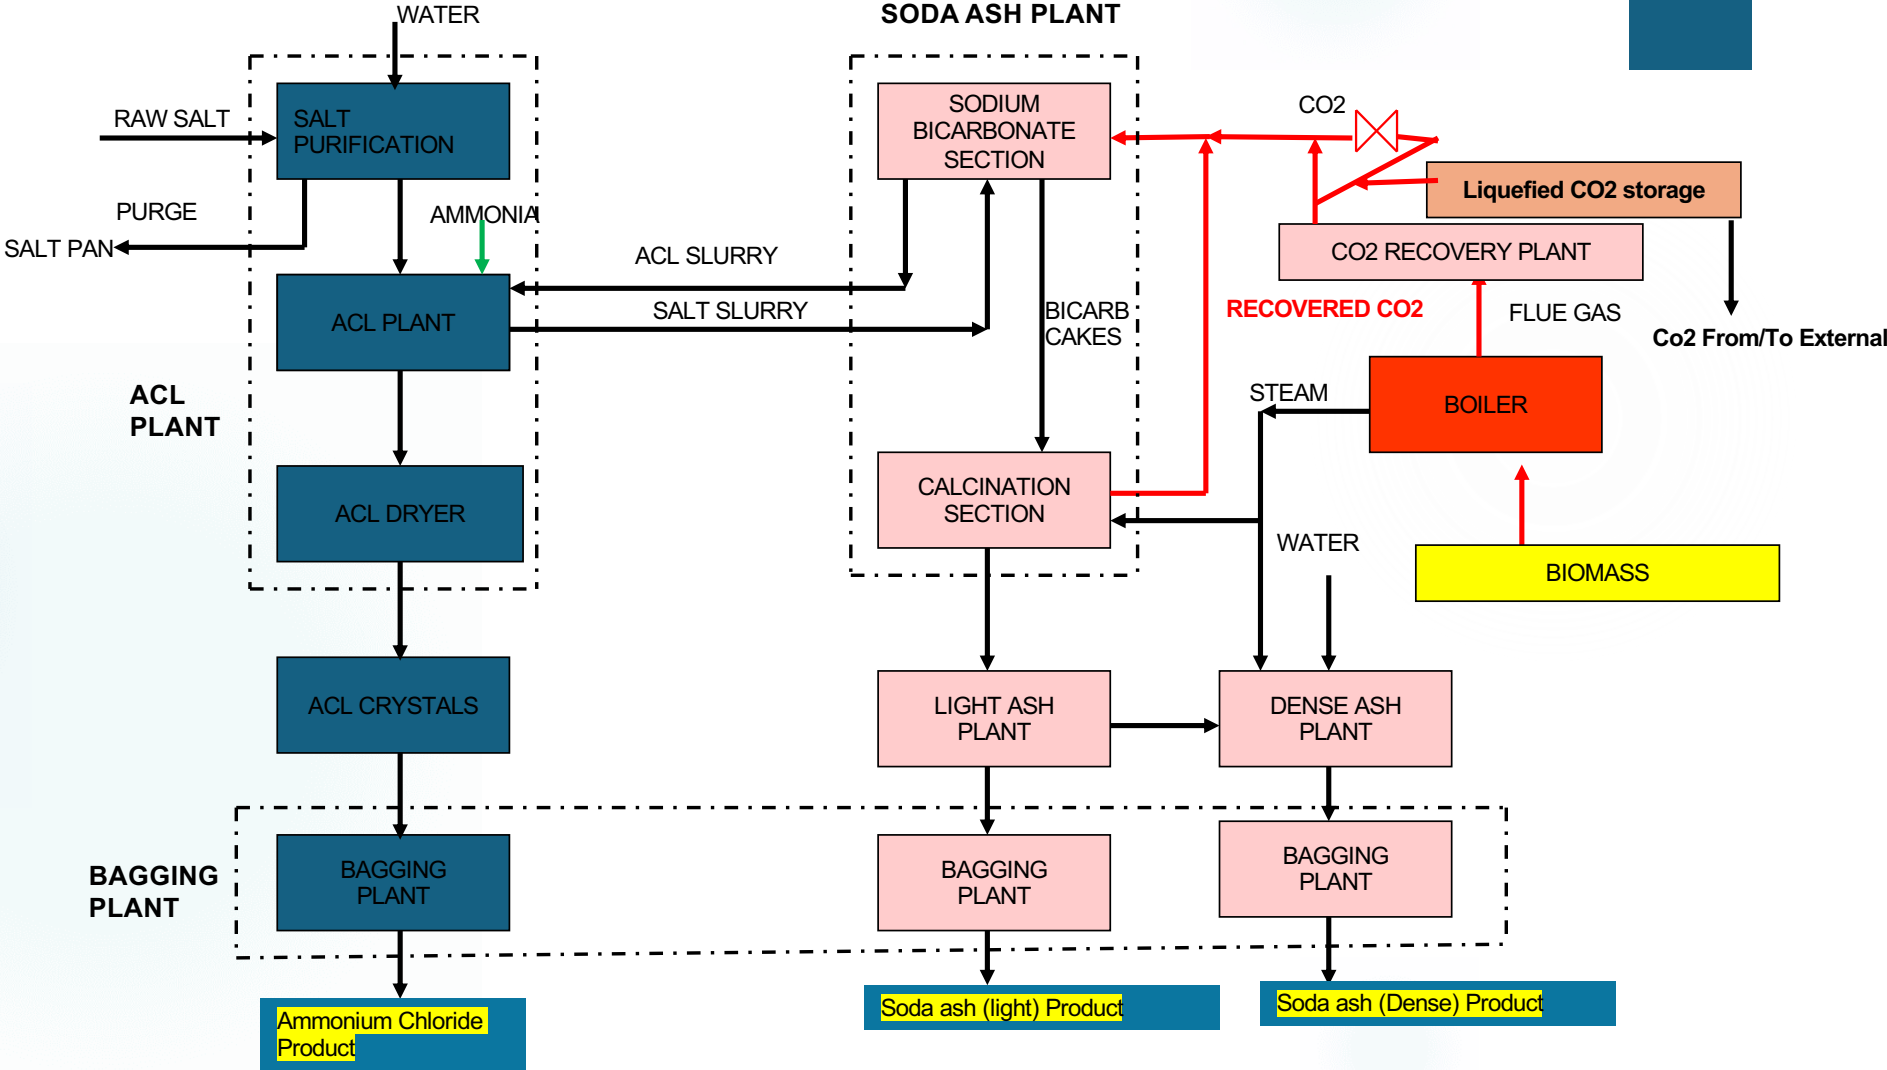 WATER
SODA ASH PLANT
RAW SALT
SALT
PURIFICATION
SODIUM
BICARBONATE
SECTION
CO2
Liquefied CO2 storage
PURGE
SALT PAN
AMMONIA
ACL SLURRY
CO2 RECOVERY PLANT
ACL PLANT
SALT SLURRY
BICARB
CAKES
RECOVERED CO2
FLUE GAS
Co2 From/To External
ACL
PLANT
STEAM
BOILER
ACL DRYER
CALCINATION
SECTION
WATER
BIOMASS
ACL CRYSTALS
LIGHT ASH
PLANT
DENSE ASH
PLANT
BAGGING
PLANT
BAGGING
PLANT
BAGGING
PLANT
BAGGING
PLANT
Ammonium Chloride
Product
Soda ash (light) Product
Soda ash (Dense) Product